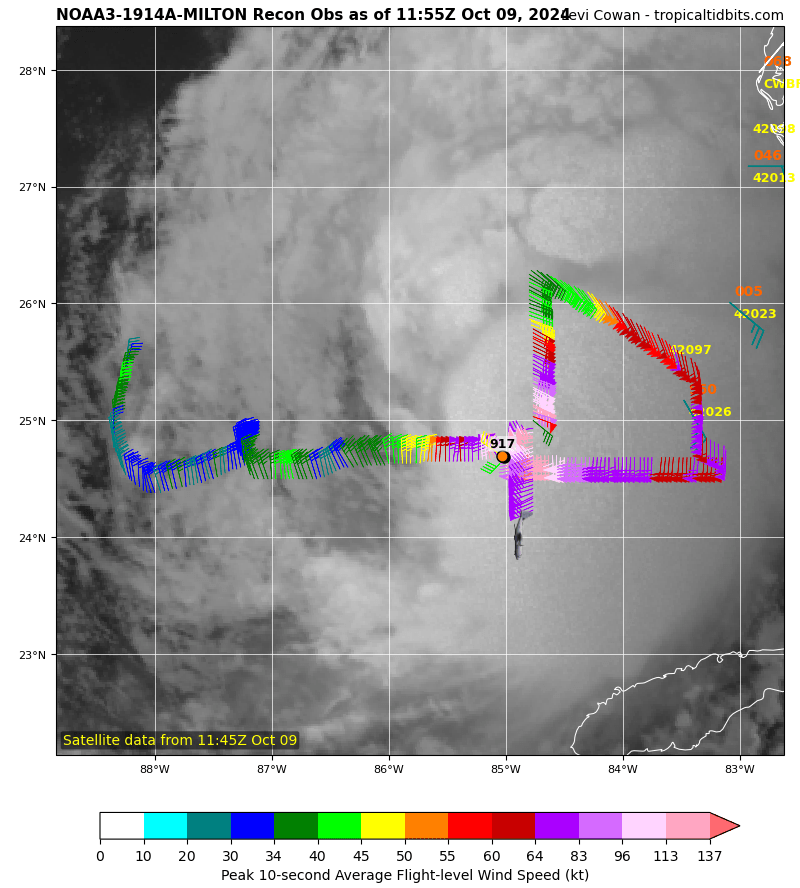 NOAA3-1914A-MILTON Recon Obs as of 11:55Z Oct 09, 2024
Levi Cowan - tropicaltidbits.com
28°N
CWBF
046
27°N
42013
005
26°N
42023
42097
25°N
917
24°N
23°N
Satellite data from 11:45Z Oct 09
88°W 87°W 86°W 85°W 84°W 83°W
0 10 20 30 34 40 45 50 55 60 64 83 96 113 137
Peak 10-second Average Flight-level Wind Speed (kt)